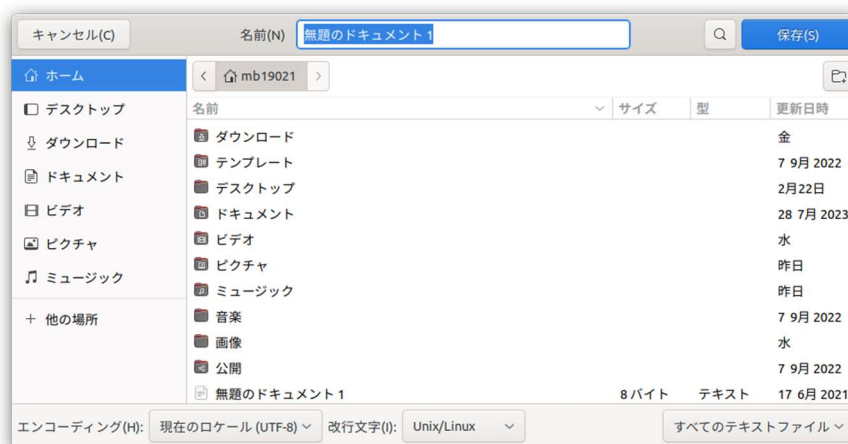 キャンセル(C) 名前(N) 無題のドキュメント 1 保存(S)
ホーム mb19021
デスクトップ 名前 サイズ 型 更新日時
ダウンロード ダウンロード 金
テンプレート 7 9月 2022
ドキュメント デスクトップ 2月22日
ドキュメント 28 7月 2023
ビデオ ビデオ 水
ピクチャ ピクチャ 昨日
ミュージック ミュージック 昨日
他の場所 音楽 7 9月 2022
画像 水
公開 7 9月 2022
無題のドキュメント 1 8 バイト テキスト 17 6月 2021
エンコーディング(H): 現在のロケール (UTF-8) 改行文字(I): Unix/Linux すべてのテキストファイル